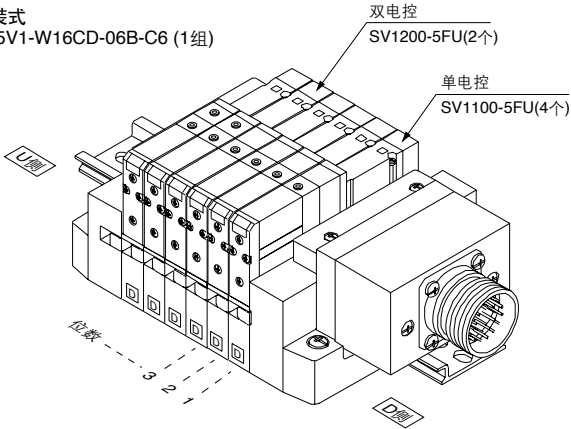 装式
5V1-W16CD-06B-C6 (1组)
双电控
SV1200-5FU(2个)
单电控
SV1100-5FU(4个)
U侧
位数
3
2
1
D D D D D D
D侧